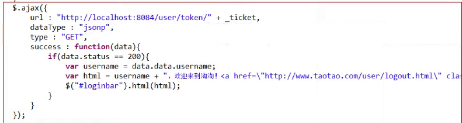 $.ajax({
url : "http://localhost:8084/user/token/" + _ticket,
dataType : "jsonp",
type : "GET",
success : function(data){
if(data.status == 200){
var username = data.data.username;
var html = username + "，欢迎来到淘淘！<a href=\"http://www.taotao.com/user/logout.html\" clas
$("#loginbar").html(html);
}
}
});